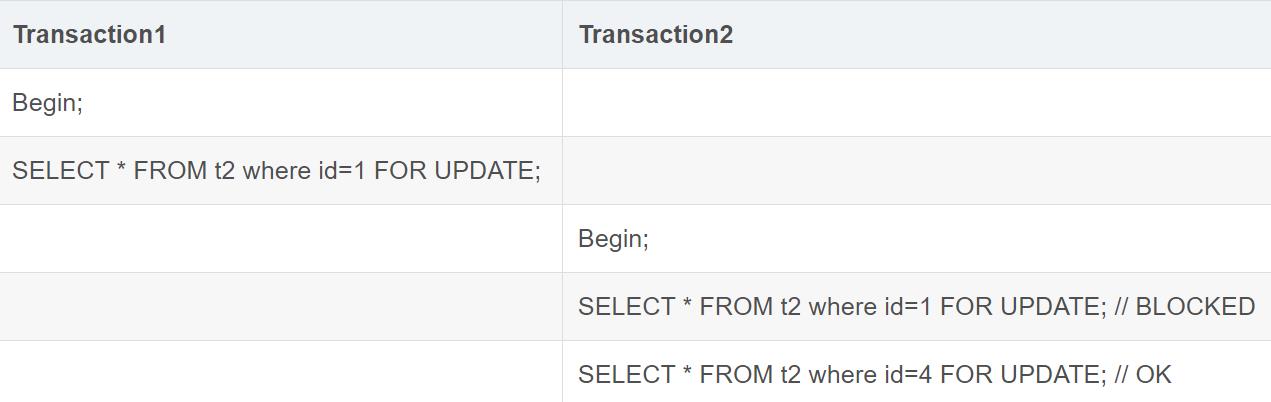 Transaction1
Transaction2
Begin;
SELECT * FROM t2 where id=1 FOR UPDATE;
Begin;
SELECT * FROM t2 where id=1 FOR UPDATE; // BLOCKED
SELECT * FROM t2 where id=4 FOR UPDATE; // OK